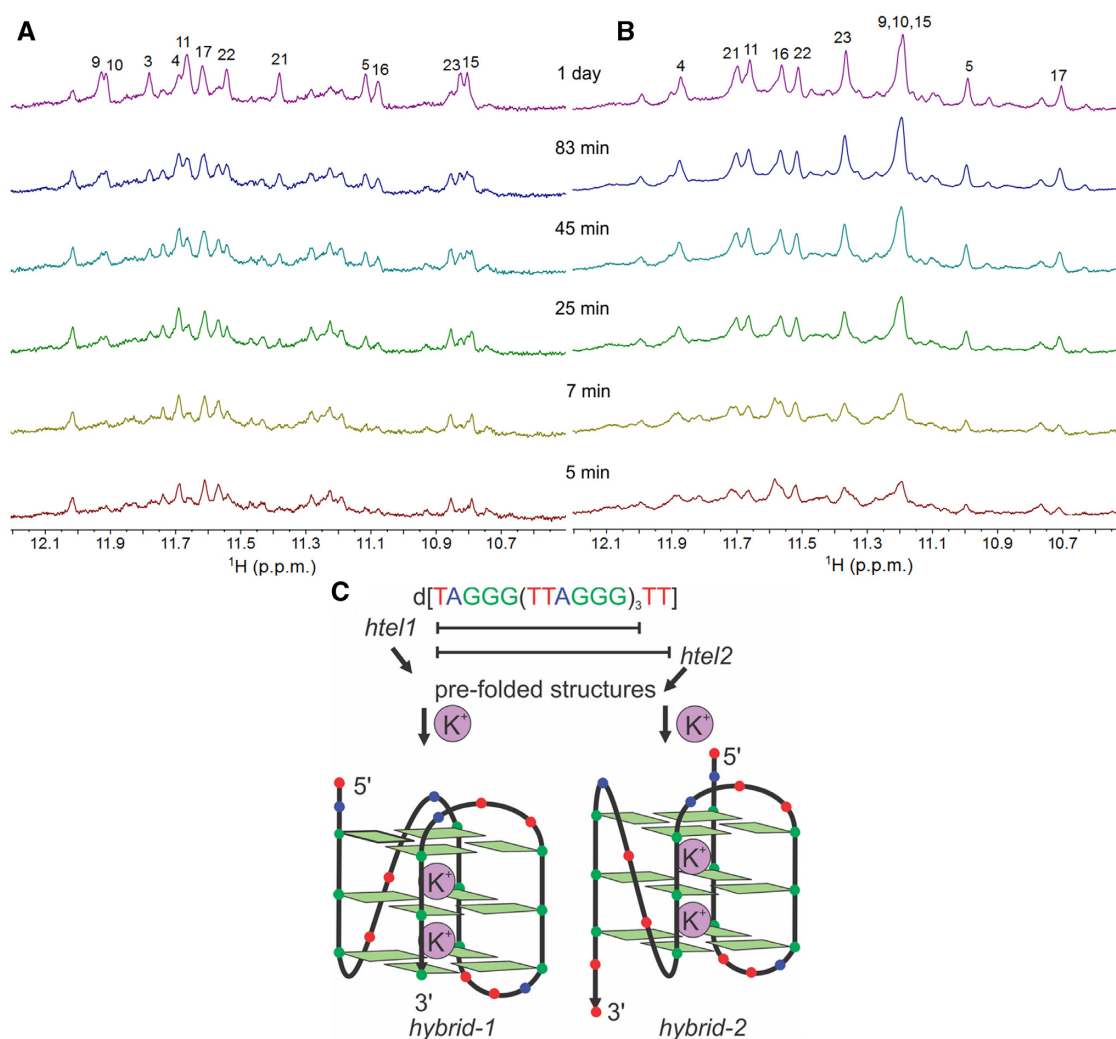 A
9 10 3 4 11 17 22 21 5 16 23 15
B
4 21 11 16 22 23 9,10,15 5 17
1 day
83 min
45 min
25 min
7 min
5 min
12.1 11.9 11.7 11.5 11.3 11.1 10.9 10.7
¹H (p.p.m.)
12.1 11.9 11.7 11.5 11.3 11.1 10.9 10.7
¹H (p.p.m.)
C
d[TAGGG(TTAGGG)₃TT]
htel1
htel2
pre-folded structures
K⁺
K⁺
5'
5'
K⁺
K⁺
K⁺
K⁺
3'
3'
hybrid-1
hybrid-2